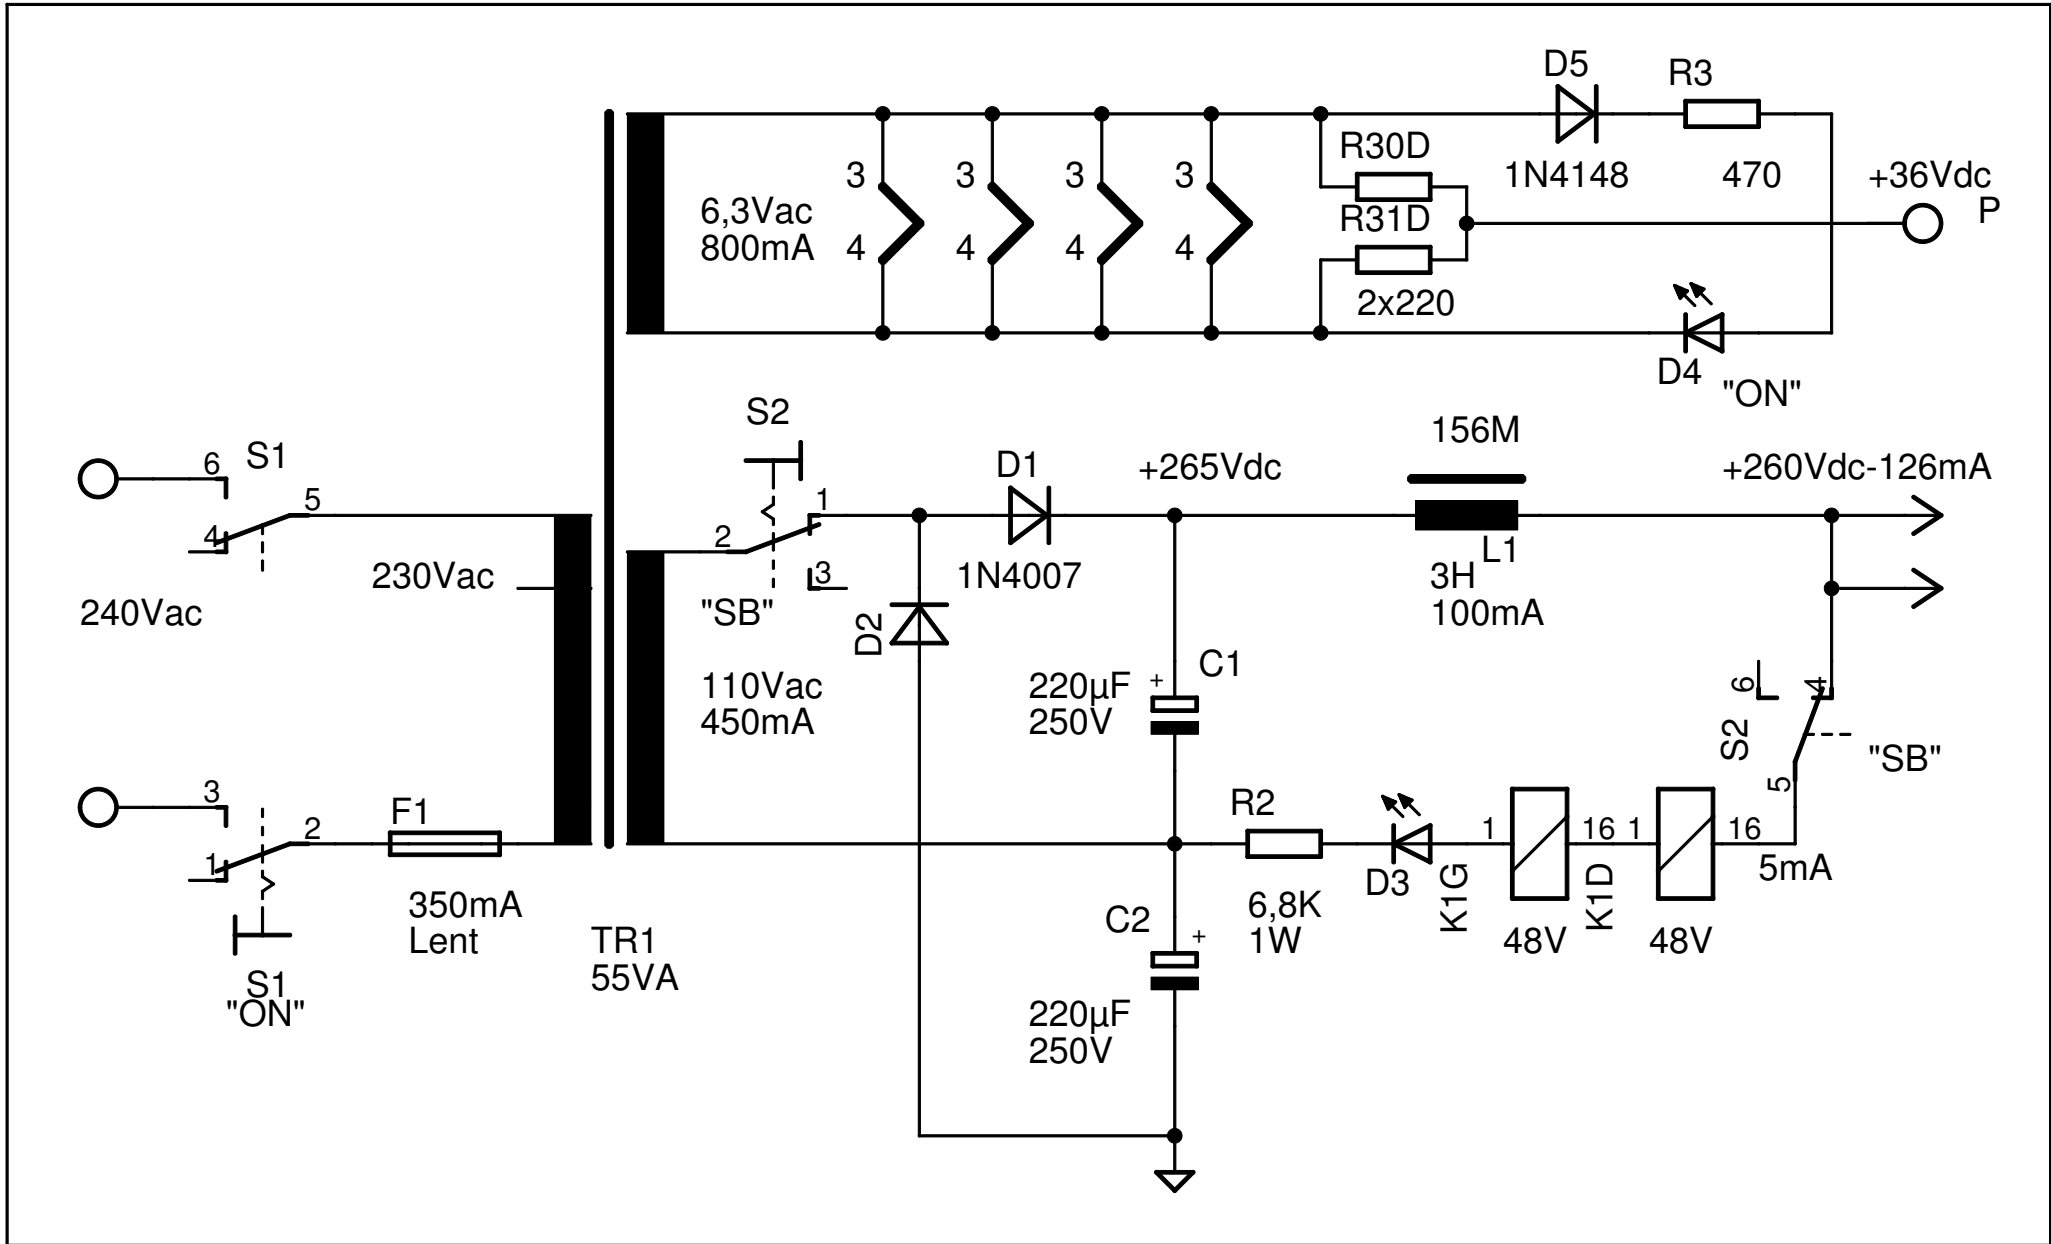 D5
R3
R30D
1N4148
470
+36Vdc
P
3
3
3
3
6,3Vac
800mA
R31D
4
4
4
4
2x220
D4
"ON"
S2
156M
S1
6
5
4
D1
+265Vdc
+260Vdc-126mA
1
2
3
230Vac
240Vac
"SB"
1N4007
L1
3H
100mA
D2
110Vac
450mA
220µF
250V
+
C1
6
4
S2
"SB"
5
3
2
1
F1
350mA
Lent
R2
D3
6,8K
1W
1
K1G
16
1
K1D
16
5mA
48V
48V
C2
+
220µF
250V
TR1
55VA
S1
"ON"